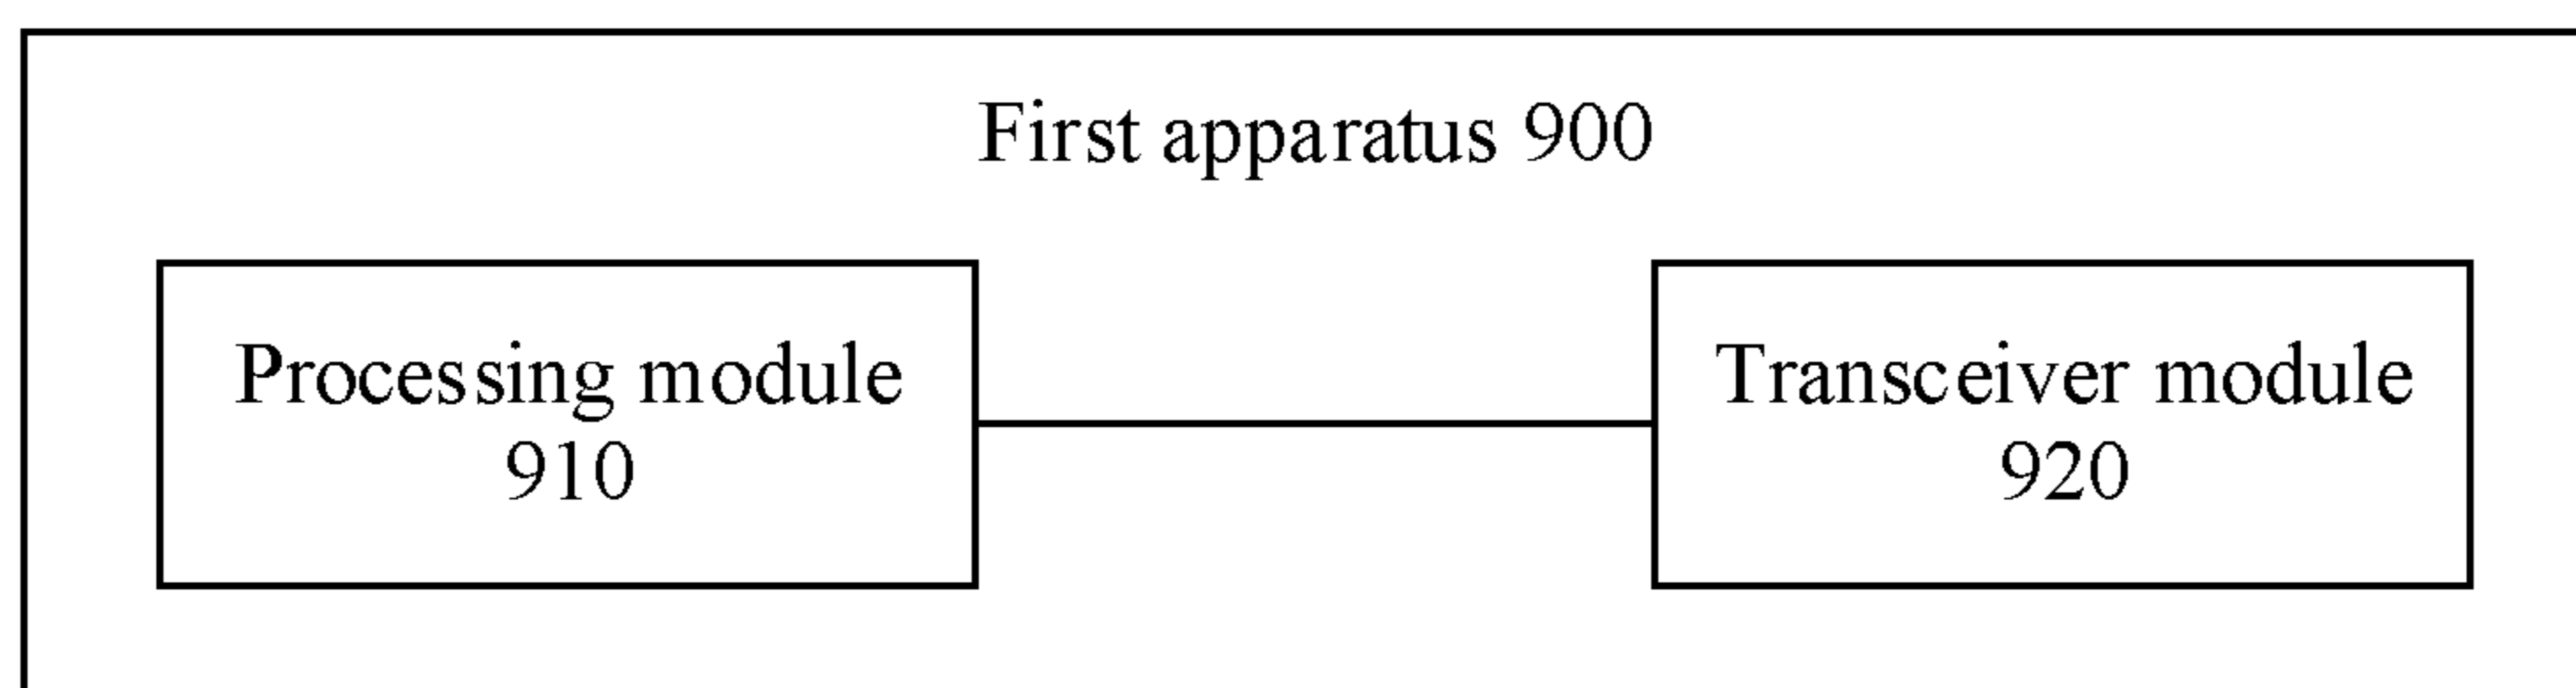 First apparatus 900
Processing module
910
Transceiver module
920